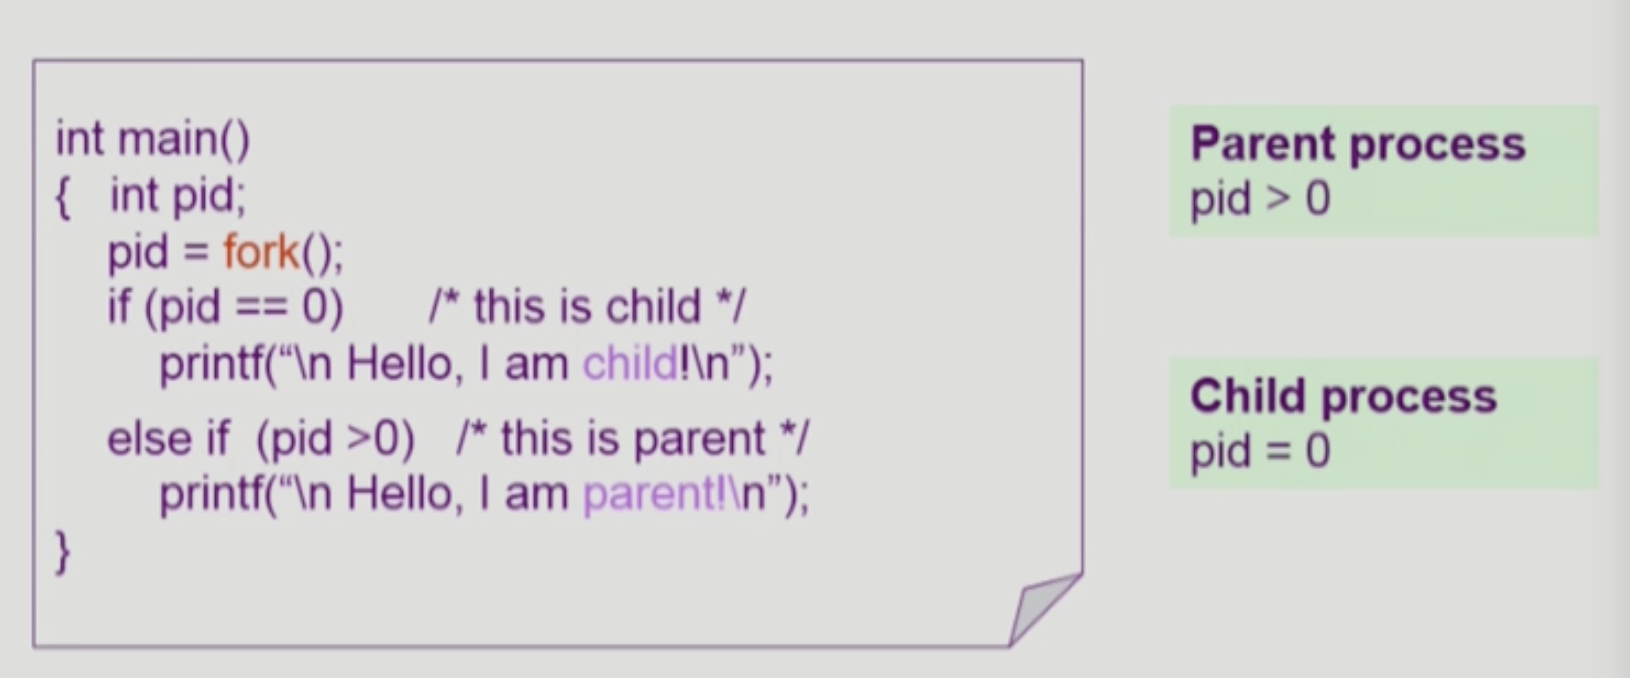 int main()
{ int pid;
pid = fork();
if (pid == 0) /* this is child */
printf(“\n Hello, I am child!\n”);
else if (pid >0) /* this is parent */
printf(“\n Hello, I am parent!\n”);
}
Parent process
pid > 0
Child process
pid = 0